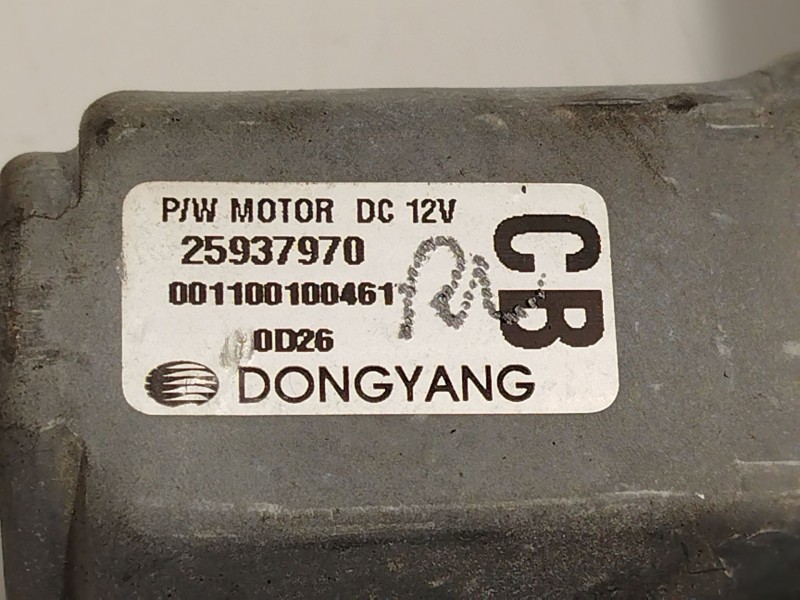 P/W MOTOR DC 12V
25937970
001100100461
0D26
DONGYANG
CB